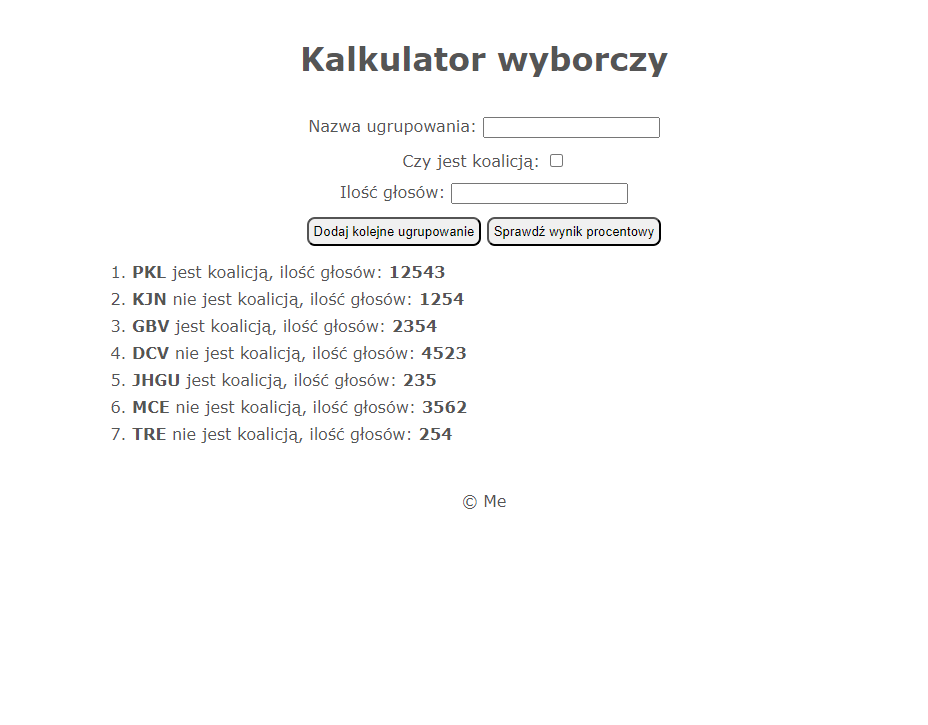 Kalkulator wyborczy
Nazwa ugrupowania:
Czy jest koalicją:
Ilość głosów:
Dodaj kolejne ugrupowanie Sprawdź wynik procentowy
1. PKL jest koalicją, ilość głosów: 12543
2. KJN nie jest koalicją, ilość głosów: 1254
3. GBV jest koalicją, ilość głosów: 2354
4. DCV nie jest koalicją, ilość głosów: 4523
5. JHGU jest koalicją, ilość głosów: 235
6. MCE nie jest koalicją, ilość głosów: 3562
7. TRE nie jest koalicją, ilość głosów: 254
© Me